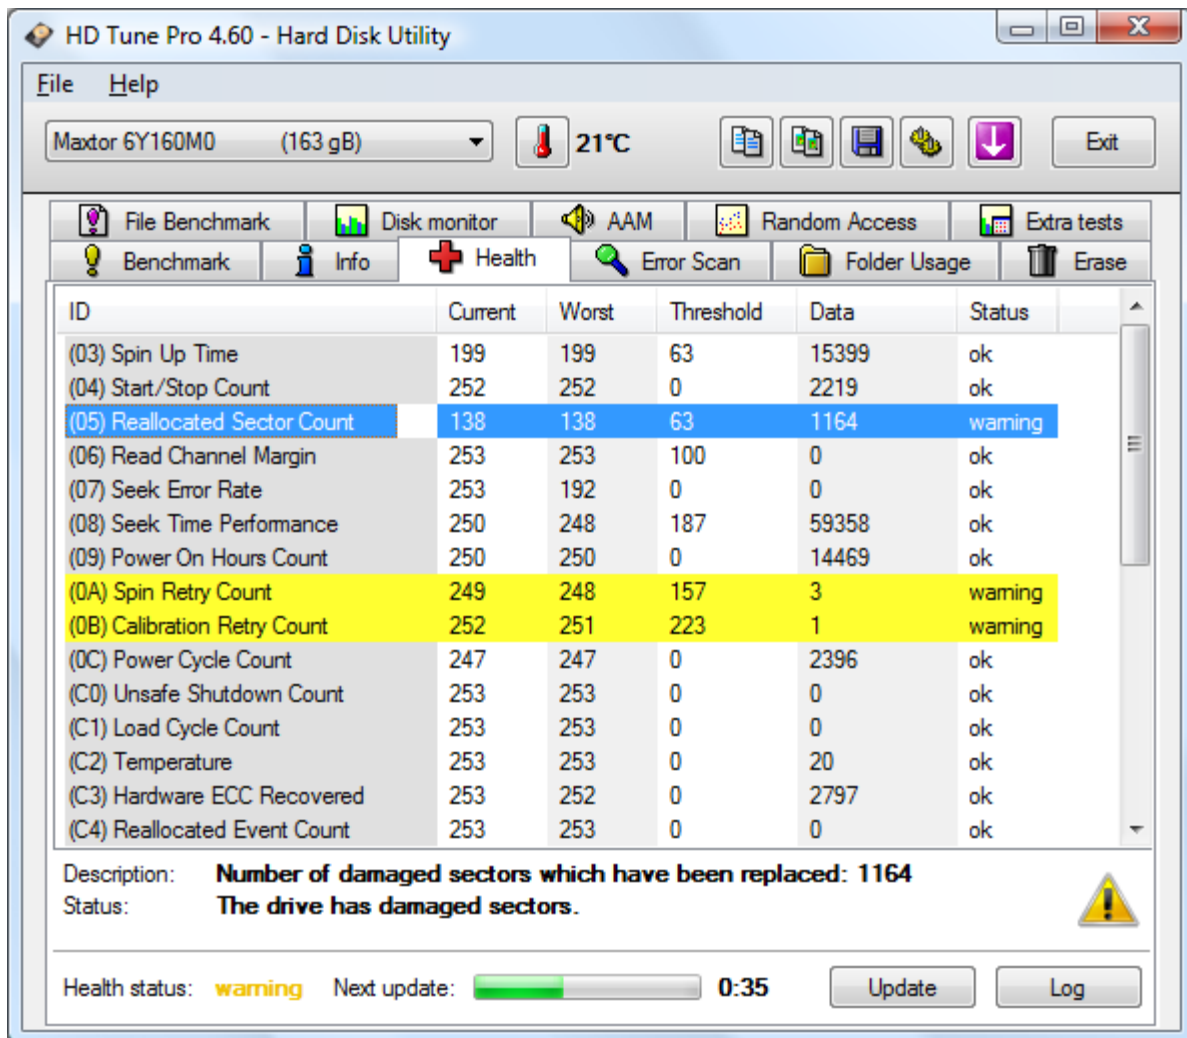 HD Tune Pro 4.60 - Hard Disk Utility
File Help
Maxtor 6Y160M0 (163 gB) 21°C Exit
File Benchmark Disk monitor AAM Random Access Extra tests
Benchmark Info Health Error Scan Folder Usage Erase
ID Current Worst Threshold Data Status
(03) Spin Up Time 199 199 63 15399 ok
(04) Start/Stop Count 252 252 0 2219 ok
(05) Reallocated Sector Count 138 138 63 1164 warning
(06) Read Channel Margin 253 253 100 0 ok
(07) Seek Error Rate 253 192 0 0 ok
(08) Seek Time Performance 250 248 187 59358 ok
(09) Power On Hours Count 250 250 0 14469 ok
(0A) Spin Retry Count 249 248 157 3 warning
(0B) Calibration Retry Count 252 251 223 1 warning
(0C) Power Cycle Count 247 247 0 2396 ok
(C0) Unsafe Shutdown Count 253 253 0 0 ok
(C1) Load Cycle Count 253 253 0 0 ok
(C2) Temperature 253 253 0 20 ok
(C3) Hardware ECC Recovered 253 252 0 2797 ok
(C4) Reallocated Event Count 253 253 0 0 ok
Description: Number of damaged sectors which have been replaced: 1164
Status: The drive has damaged sectors.
Health status: warning Next update: 0:35 Update Log